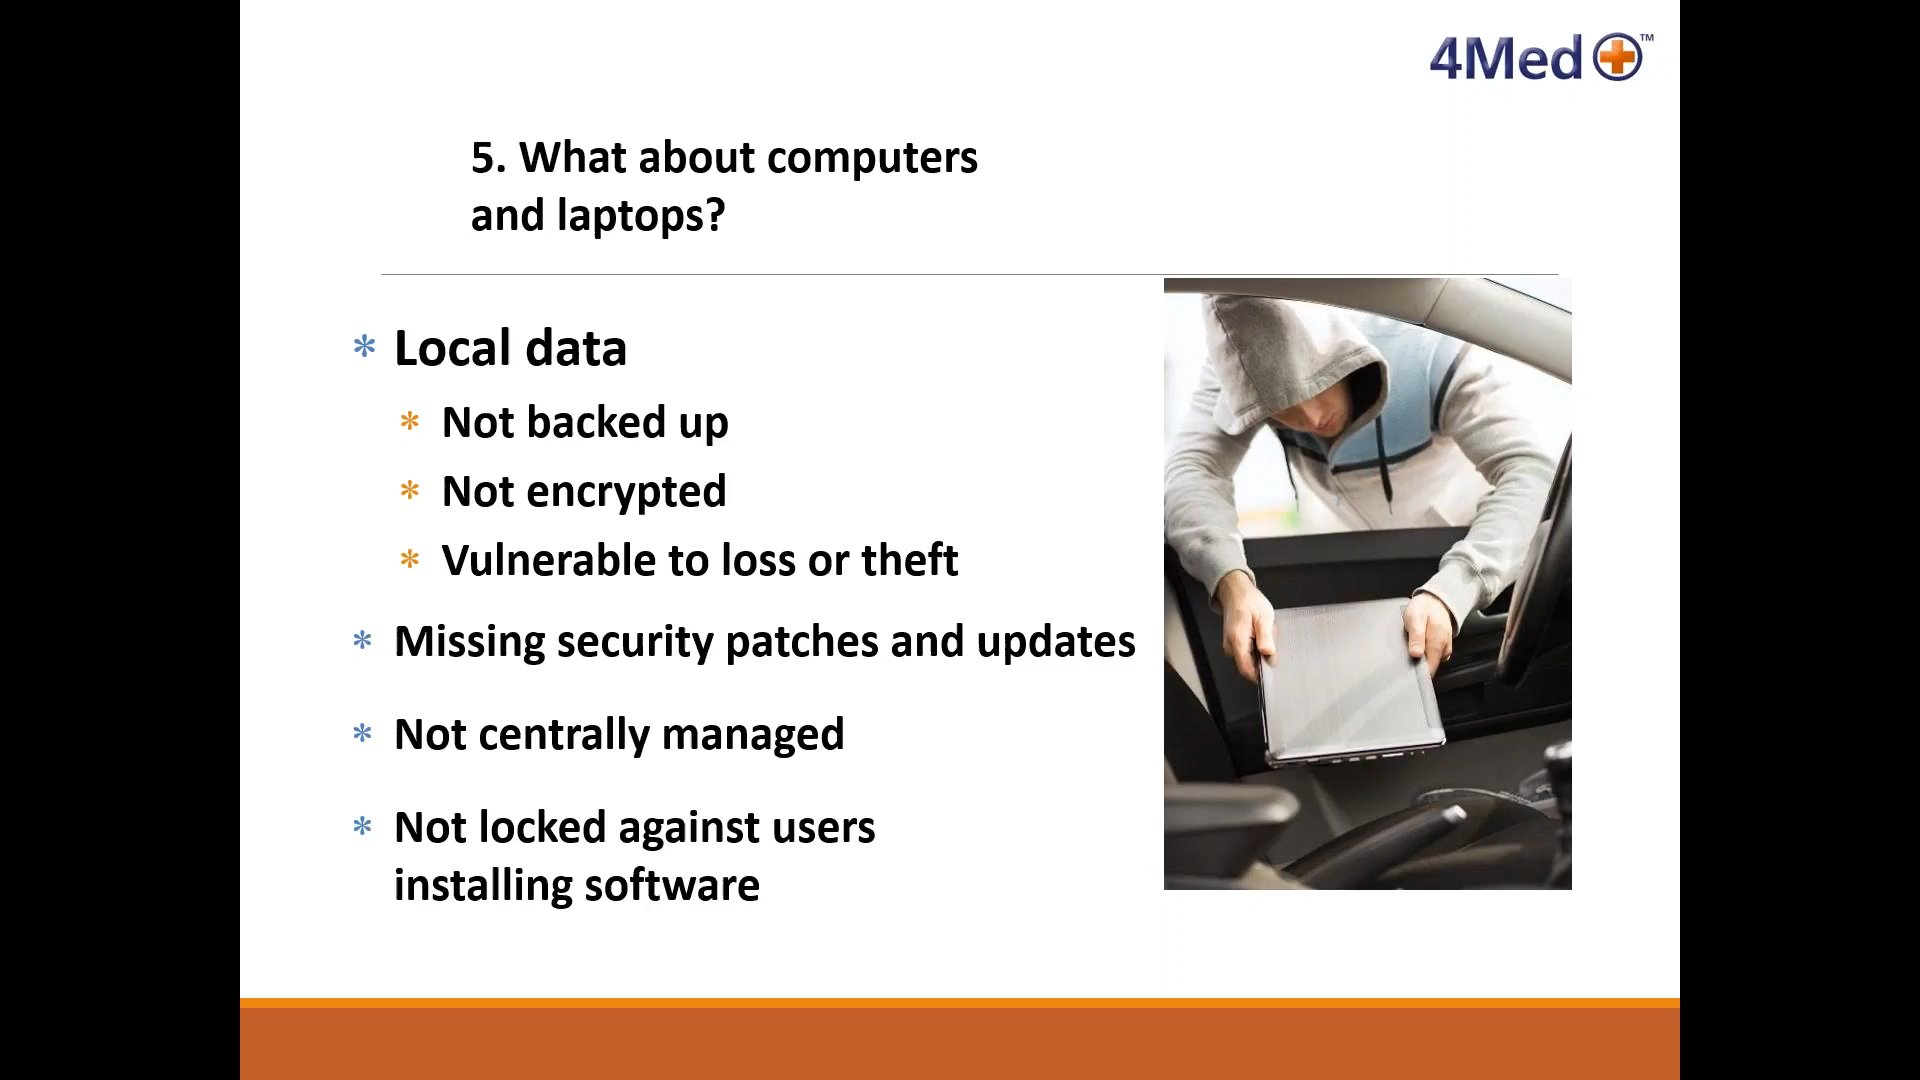 4Med ™
5. What about computers
and laptops?
* Local data
* Not backed up
* Not encrypted
* Vulnerable to loss or theft
* Missing security patches and updates
* Not centrally managed
* Not locked against users
installing software